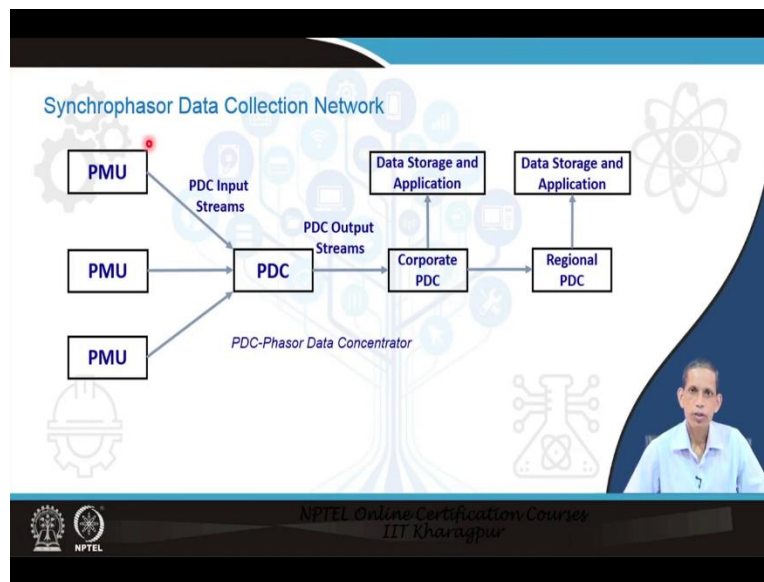 Synchrophasor Data Collection Network
PMU
PMU
PMU
PDC Input
Streams
PDC
PDC Output
Streams
Data Storage and
Application
Corporate
PDC
Data Storage and
Application
Regional
PDC
PDC-Phasor Data Concentrator
NPTEL
NPTEL Online Certification Courses
IIT Kharagpur